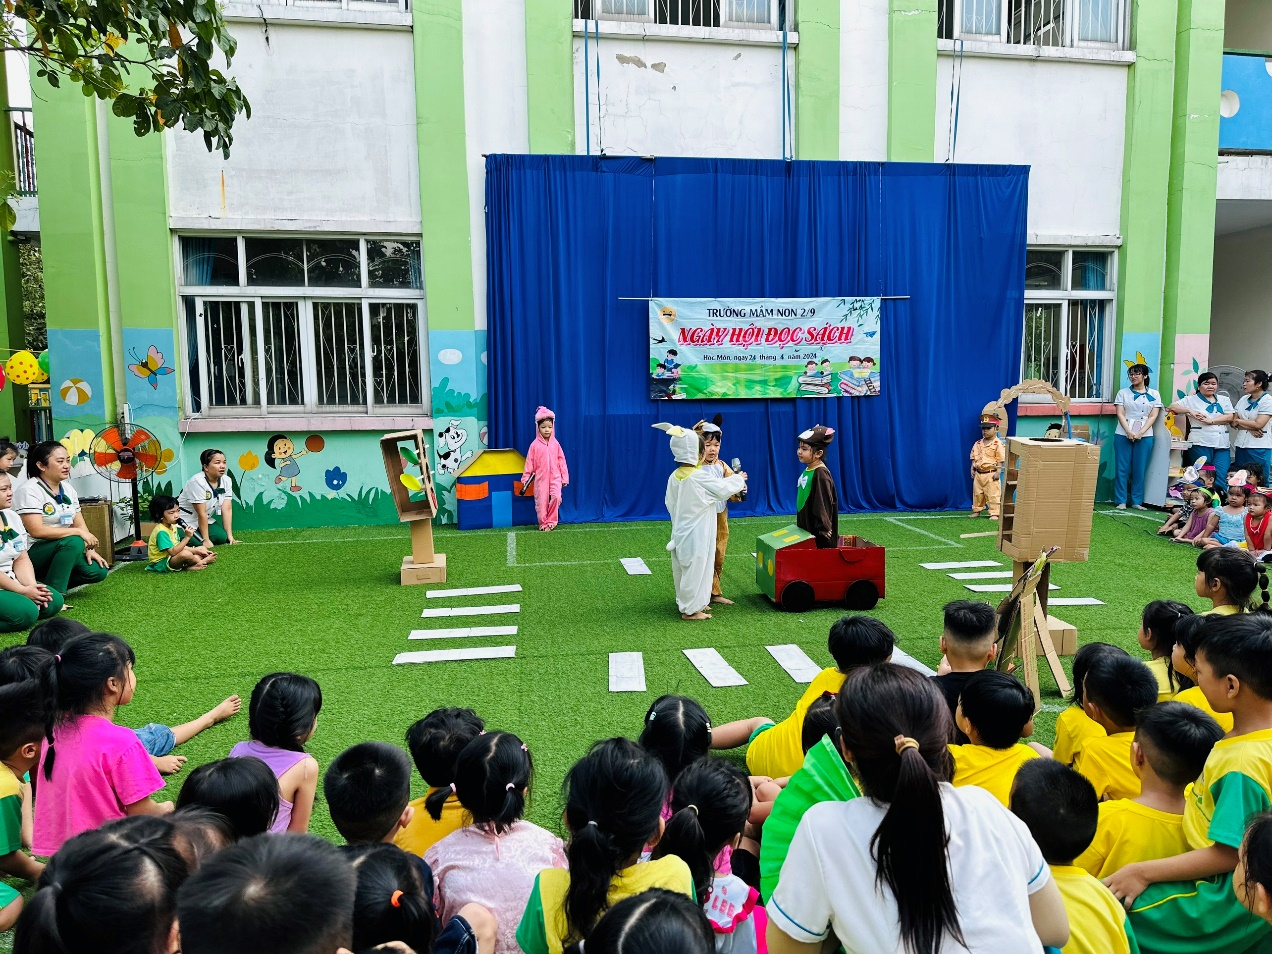 TRƯỜNG MẦM NON 2/9
NGÀY HỘI ĐỌC SÁCH
Hóc Môn, ngày 24 tháng 4 năm 2024